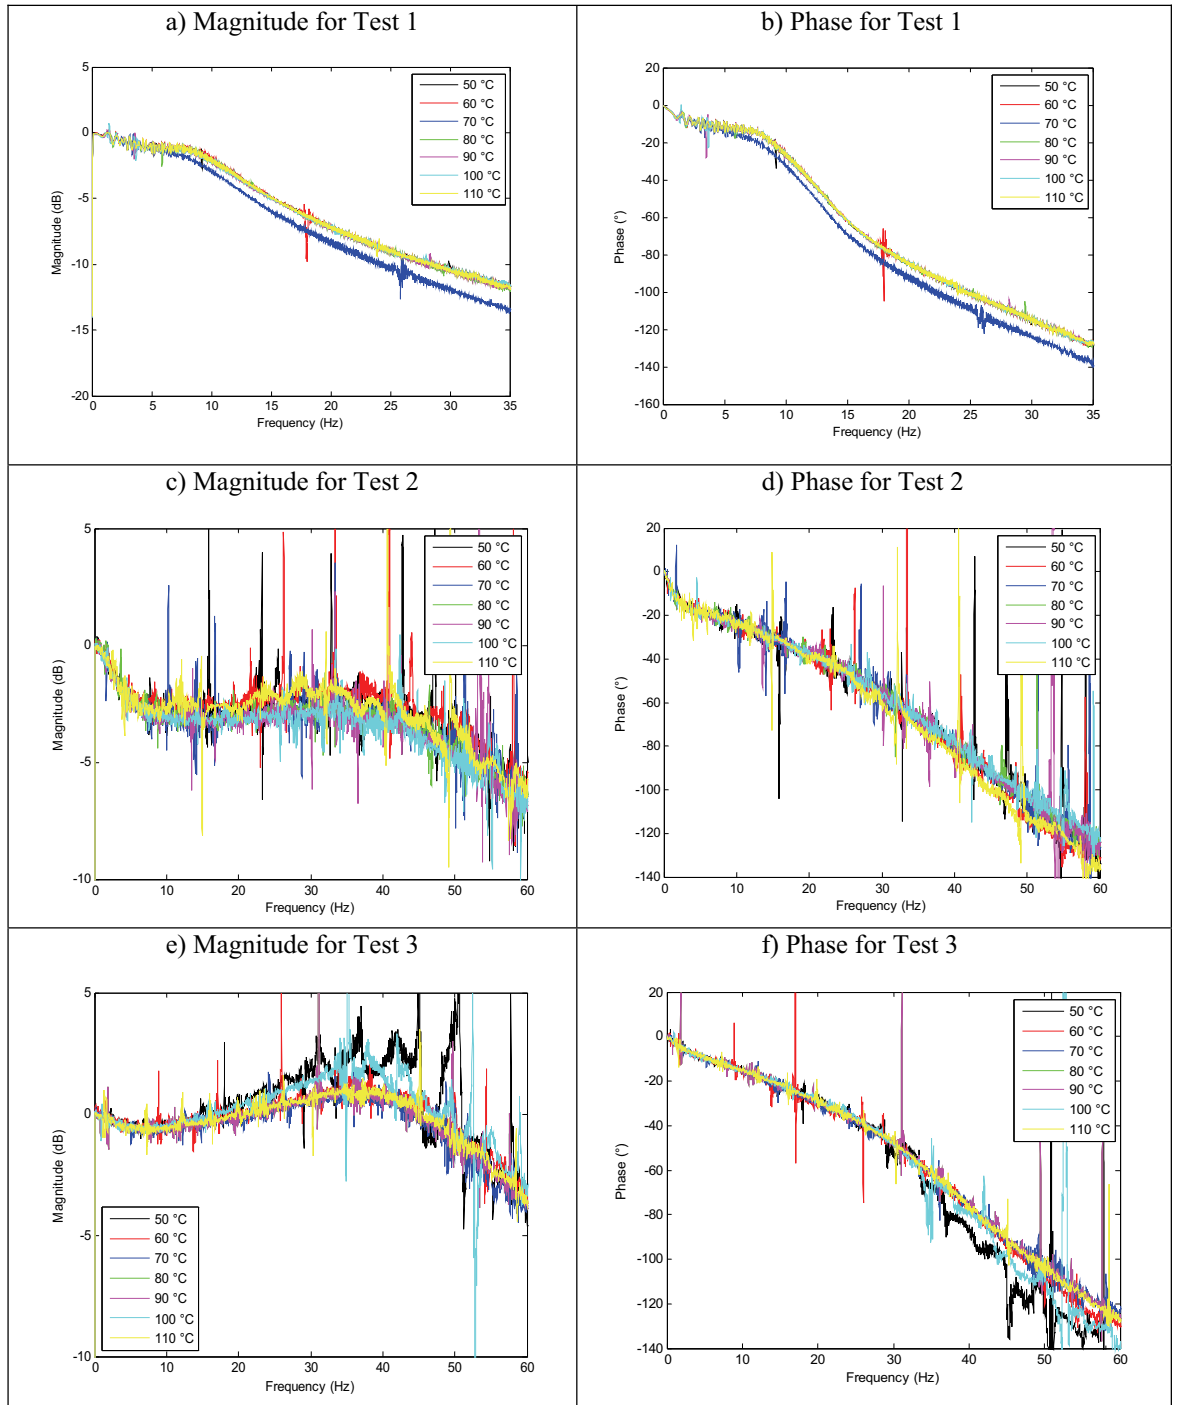 a) Magnitude for Test 1
5
0
-5
-10
-15
-20
Magnitude (dB)
0 5 10 15 20 25 30 35
Frequency (Hz)
50 °C
60 °C
70 °C
80 °C
90 °C
100 °C
110 °C
b) Phase for Test 1
20
0
-20
-40
-60
-80
-100
-120
-140
-160
Phase (°)
0 5 10 15 20 25 30 35
Frequency (Hz)
50 °C
60 °C
70 °C
80 °C
90 °C
100 °C
110 °C
c) Magnitude for Test 2
5
0
-5
-10
Magnitude (dB)
0 10 20 30 40 50 60
Frequency (Hz)
50 °C
60 °C
70 °C
80 °C
90 °C
100 °C
110 °C
d) Phase for Test 2
20
0
-20
-40
-60
-80
-100
-120
-140
Phase (°)
0 10 20 30 40 50 60
Frequency (Hz)
50 °C
60 °C
70 °C
80 °C
90 °C
100 °C
110 °C
e) Magnitude for Test 3
5
0
-5
-10
Magnitude (dB)
0 10 20 30 40 50 60
Frequency (Hz)
50 °C
60 °C
70 °C
80 °C
90 °C
100 °C
110 °C
f) Phase for Test 3
20
0
-20
-40
-60
-80
-100
-120
-140
Phase (°)
0 10 20 30 40 50 60
Frequency (Hz)
50 °C
60 °C
70 °C
80 °C
90 °C
100 °C
110 °C